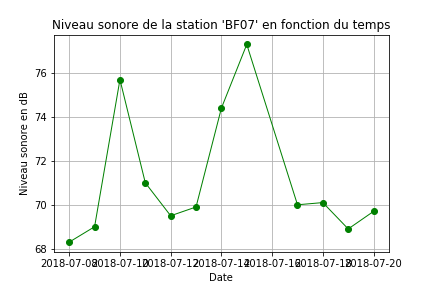 Niveau sonore de la station 'BF07' en fonction du temps
Niveau sonore en dB
76
74
72
70
68
2018-07-08 2018-07-10 2018-07-12 2018-07-14 2018-07-16 2018-07-18 2018-07-20
Date